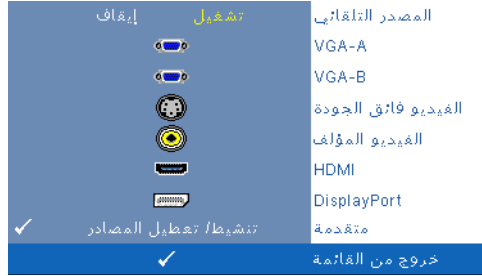 المصدر التلقائي تشغيل إيقاف
VGA-A
VGA-B
الفيديو فائق الجودة
الفيديو المؤلف
HDMI
DisplayPort
متقدمة تنشيط/ تعطيل المصادر ✓
خروج من القائمة ✓